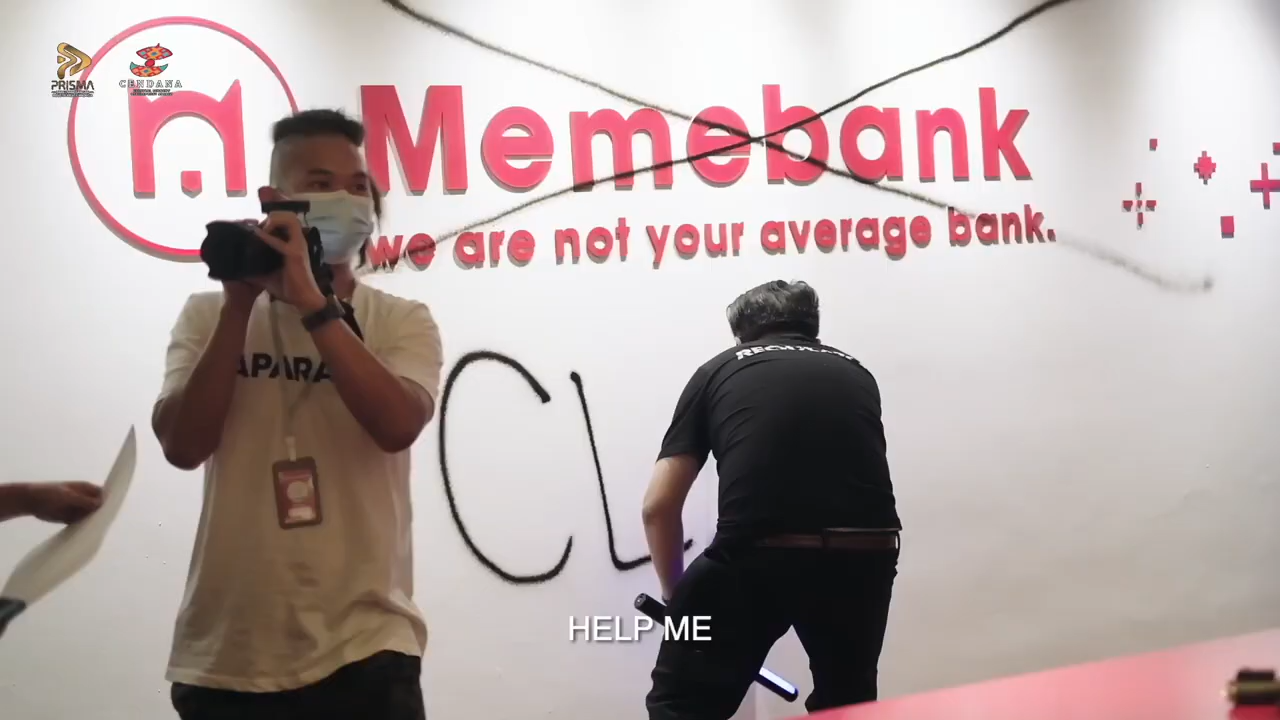 PRISMA
CENDANA
Memebank
we are not your average bank.
APARA
CL
HELP ME